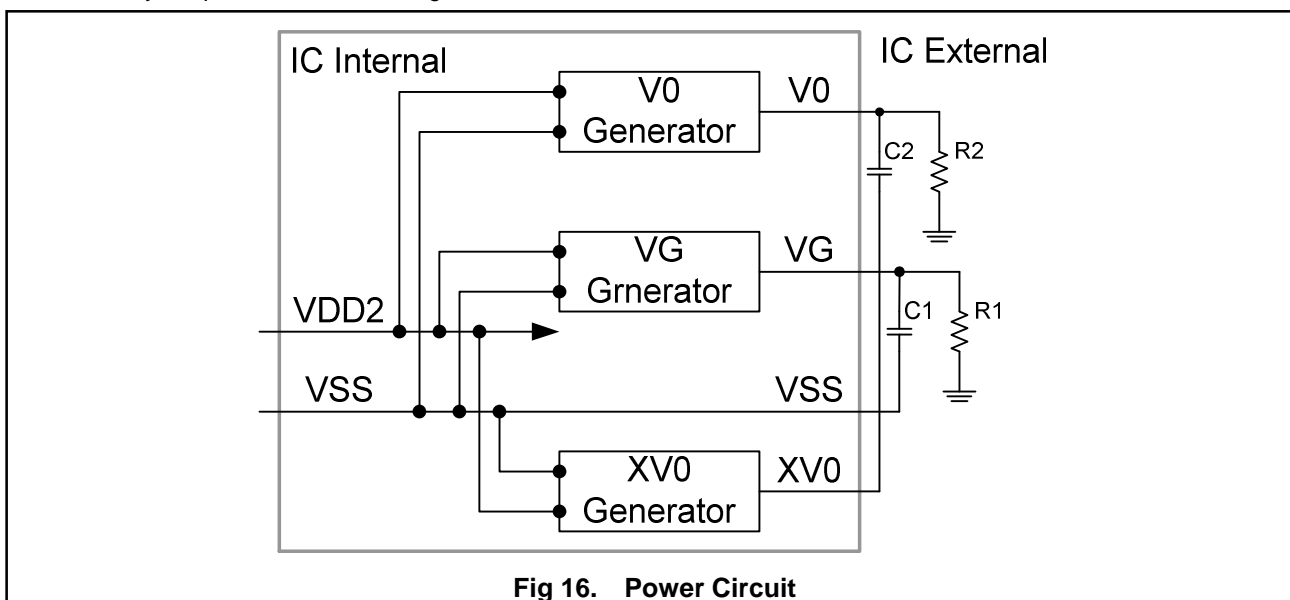 IC Internal
IC External
V0
Generator
V0
C2
R2
VG
Grnerator
VG
C1
R1
VDD2
VSS
VSS
XV0
Generator
XV0
Fig 16. Power Circuit